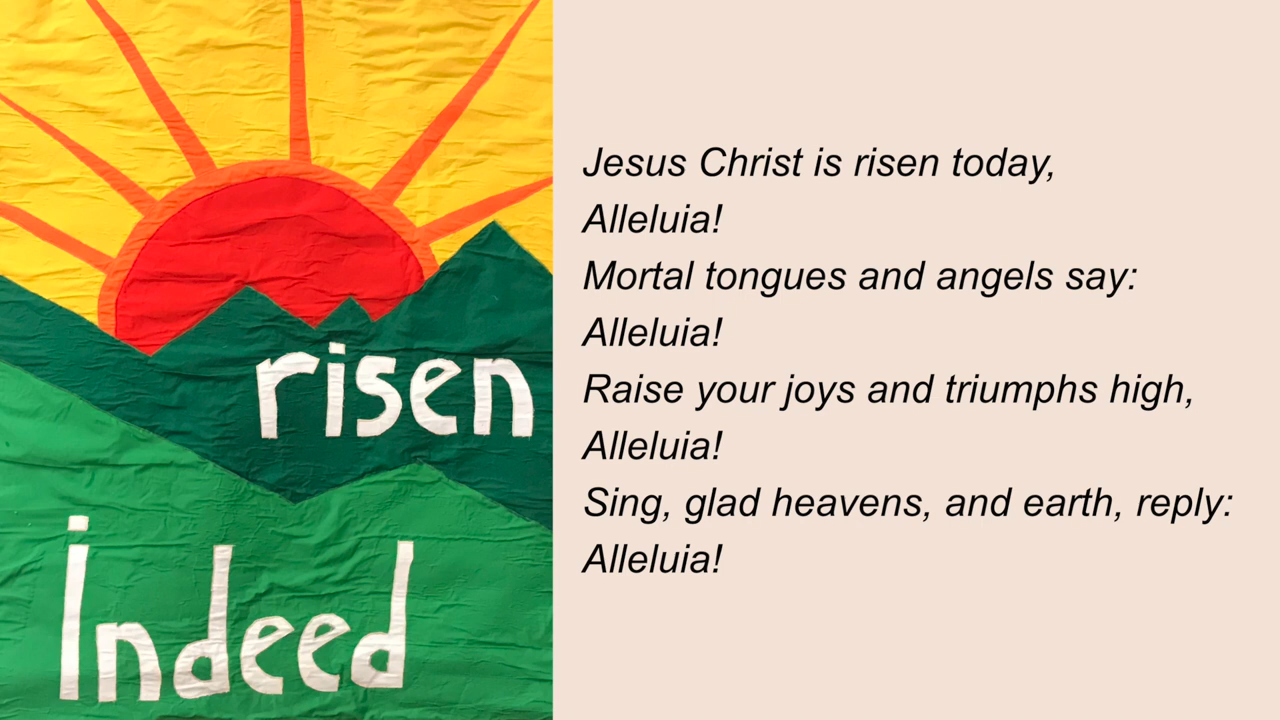 risen
indeed
Jesus Christ is risen today,
Alleluia!
Mortal tongues and angels say:
Alleluia!
Raise your joys and triumphs high,
Alleluia!
Sing, glad heavens, and earth, reply:
Alleluia!